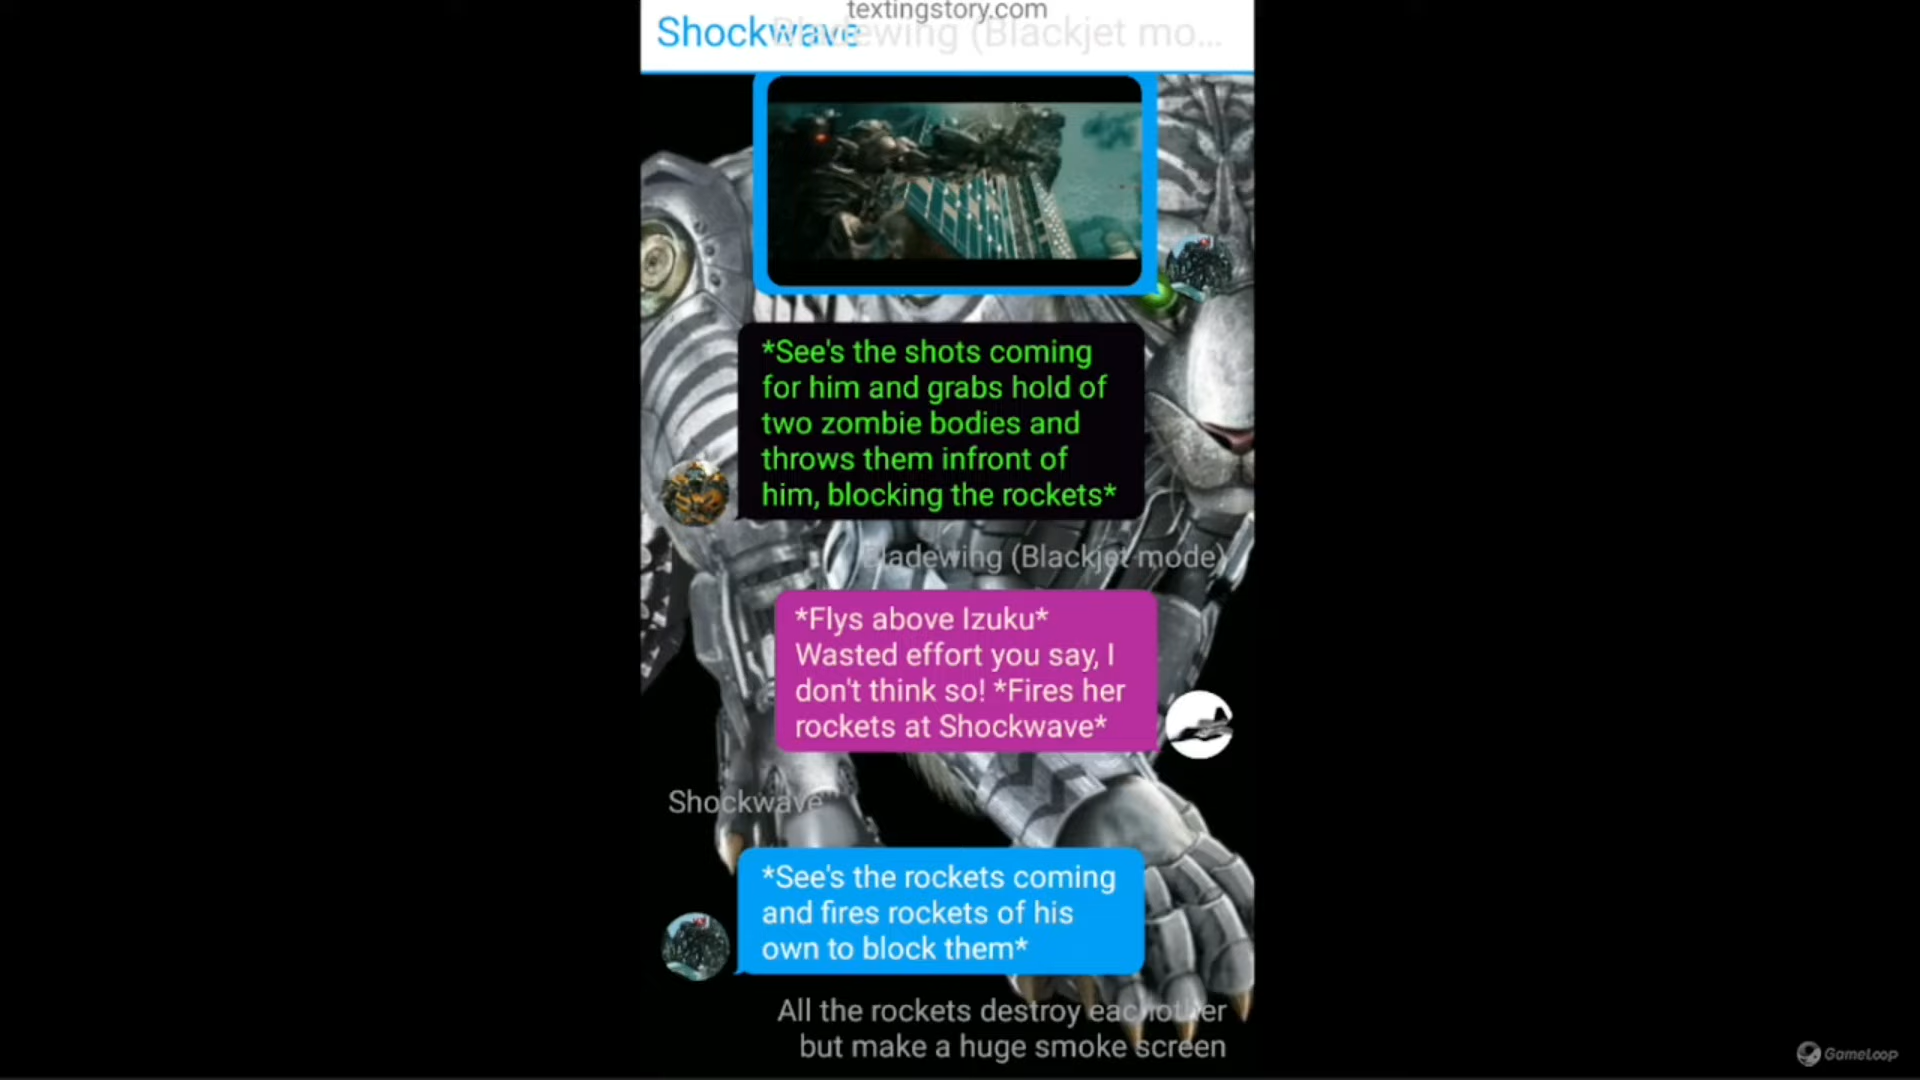 textingstory.com
Shockwave
Bladewing (Blackjet mo...
*See's the shots coming
for him and grabs hold of
two zombie bodies and
throws them infront of
him, blocking the rockets*
Bladewing (Blackjet mode)
*Flys above Izuku*
Wasted effort you say, I
don't think so! *Fires her
rockets at Shockwave*
Shockwave
*See's the rockets coming
and fires rockets of his
own to block them*
All the rockets destroy eachother
but make a huge smoke screen
GameLoop